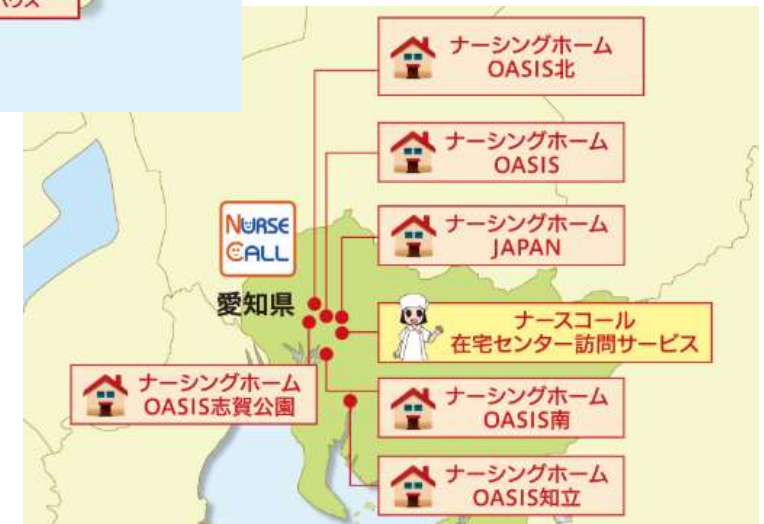 ハウス
ナーシングホーム
OASIS北
ナーシングホーム
OASIS
ナーシングホーム
JAPAN
NURSE
CALL
愛知県
ナースコール
在宅センター訪問サービス
ナーシングホーム
OASIS志賀公園
ナーシングホーム
OASIS南
ナーシングホーム
OASIS知立